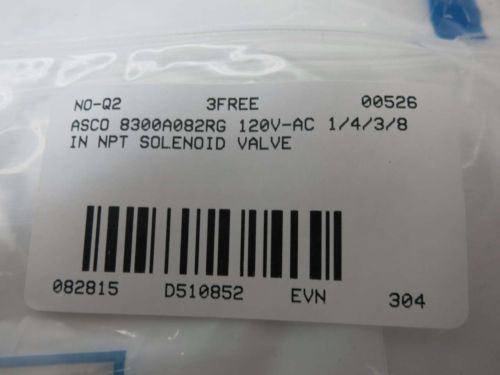 NO-Q2 3FREE 00526
ASCO 8300A082RG 120V-AC 1/4/3/8
IN NPT SOLENOID VALVE
082815 D510852 EVN 304